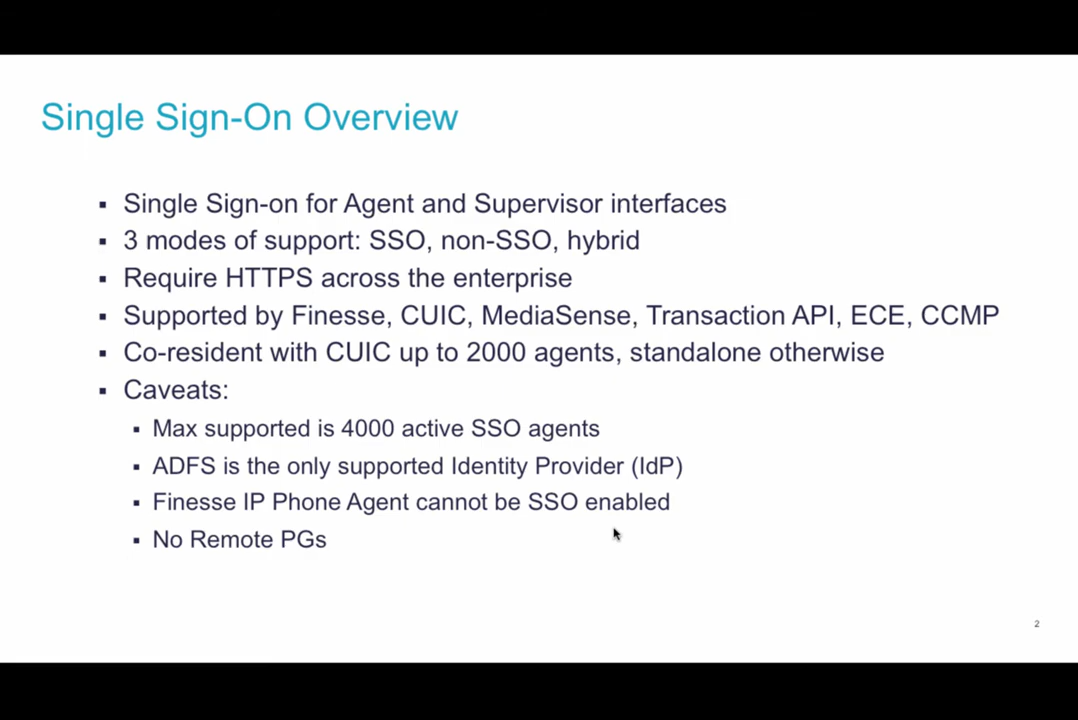 Single Sign-On Overview
▪ Single Sign-on for Agent and Supervisor interfaces
▪ 3 modes of support: SSO, non-SSO, hybrid
▪ Require HTTPS across the enterprise
▪ Supported by Finesse, CUIC, MediaSense, Transaction API, ECE, CCMP
▪ Co-resident with CUIC up to 2000 agents, standalone otherwise
▪ Caveats:
▪ Max supported is 4000 active SSO agents
▪ ADFS is the only supported Identity Provider (IdP)
▪ Finesse IP Phone Agent cannot be SSO enabled
▪ No Remote PGs
2